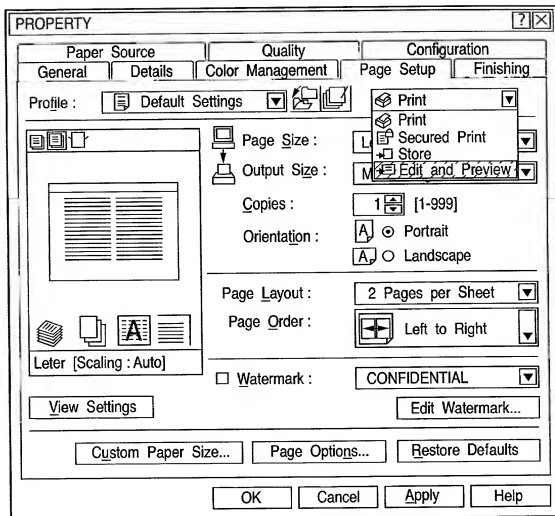 PROPERTY
Paper Source Quality Configuration
General Details Color Management Page Setup Finishing
Profile : Default Settings Print
Print
Secured Print
Store
Edit and Preview
Page Size : L
Output Size : M
Copies : 1 [1-999]
Orientation : A Portrait
A Landscape
Page Layout : 2 Pages per Sheet
Page Order : Left to Right
A
Leter [Scaling : Auto]
Watermark : CONFIDENTIAL
View Settings Edit Watermark...
Custom Paper Size... Page Options... Restore Defaults
OK Cancel Apply Help